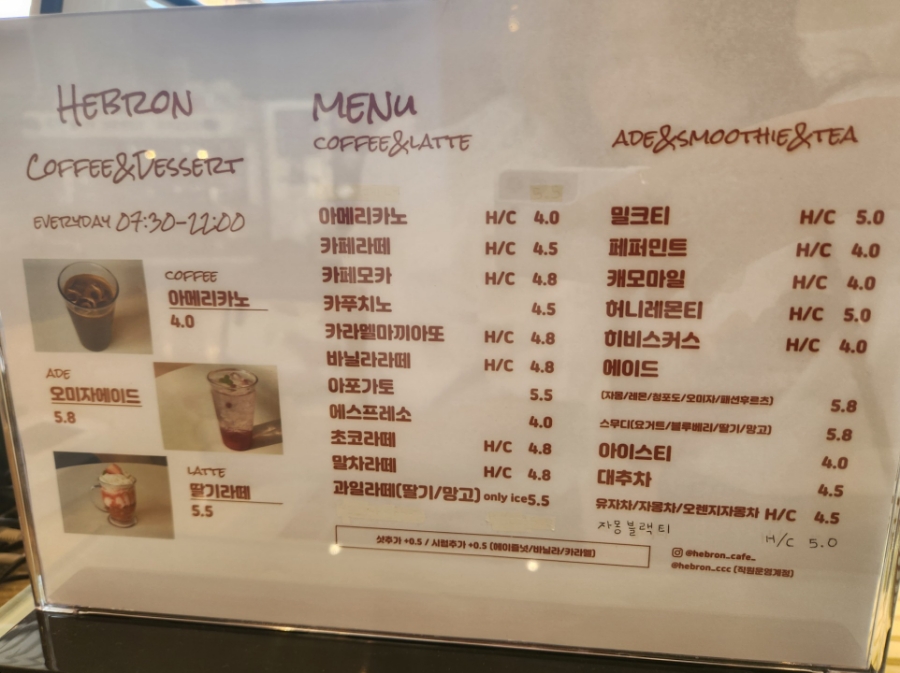 HEBRON
COFFEE&DESSERT
EVERYDAY 07:30-22:00
COFFEE
아메리카노
4.0
ADE
오미자에이드
5.8
LATTE
딸기라떼
5.5
MENU
COFFEE&LATTE
아메리카노 H/C 4.0
카페라떼 H/C 4.5
카페모카 H/C 4.8
카푸치노 4.5
카라멜마끼아또 H/C 4.8
바닐라라떼 H/C 4.8
아포가토 5.5
에스프레소 4.0
초코라떼 H/C 4.8
말차라떼 H/C 4.8
과일라떼(딸기/망고) only ice 5.5
샷추가 +0.5 / 시럽추가 +0.5 (헤이즐넛/바닐라/카라멜)
ADE&SMOOTHIE&TEA
밀크티 H/C 5.0
페퍼민트 H/C 4.0
캐모마일 H/C 4.0
허니레몬티 H/C 5.0
히비스커스 H/C 4.0
에이드
(자몽/레몬/청포도/오미자/패션후르츠) 5.8
스무디(요거트/블루베리/딸기/망고) 5.8
아이스티 4.0
대추차 4.5
유자차/자몽차/오렌지자몽차 H/C 4.5
자몽블랙티 H/C 5.0
@hebron_cafe_
@hebron_ccc (직원운영계정)